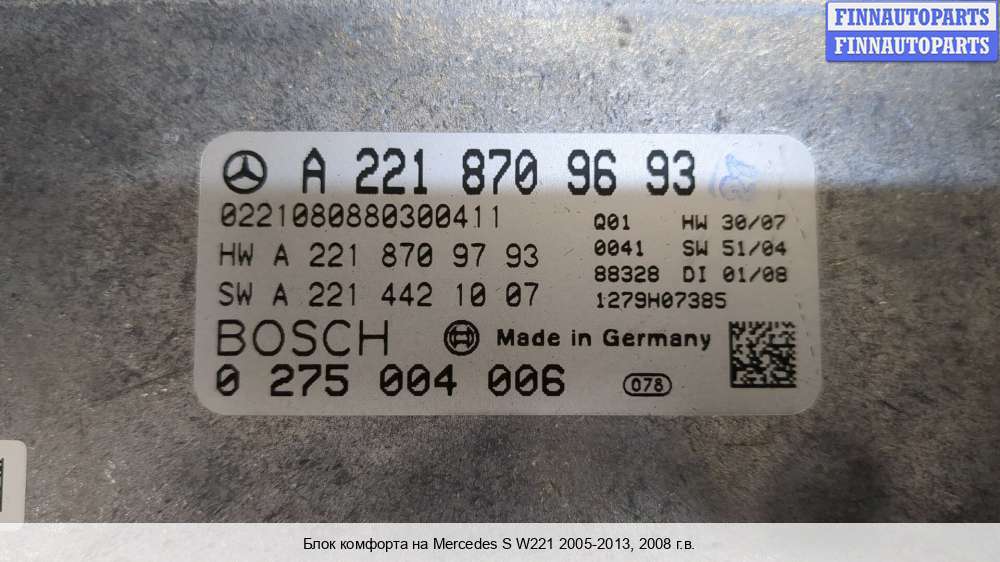 FINNAUTOPARTS
FINNAUTOPARTS
A 221 870 96 93
0221080880300411
HW A 221 870 97 93
SW A 221 442 10 07
Q01 HW 30/07
0041 SW 51/04
88328 DI 01/08
1279H07385
BOSCH Made in Germany
0 275 004 006 078
Блок комфорта на Mercedes S W221 2005-2013, 2008 г.в.